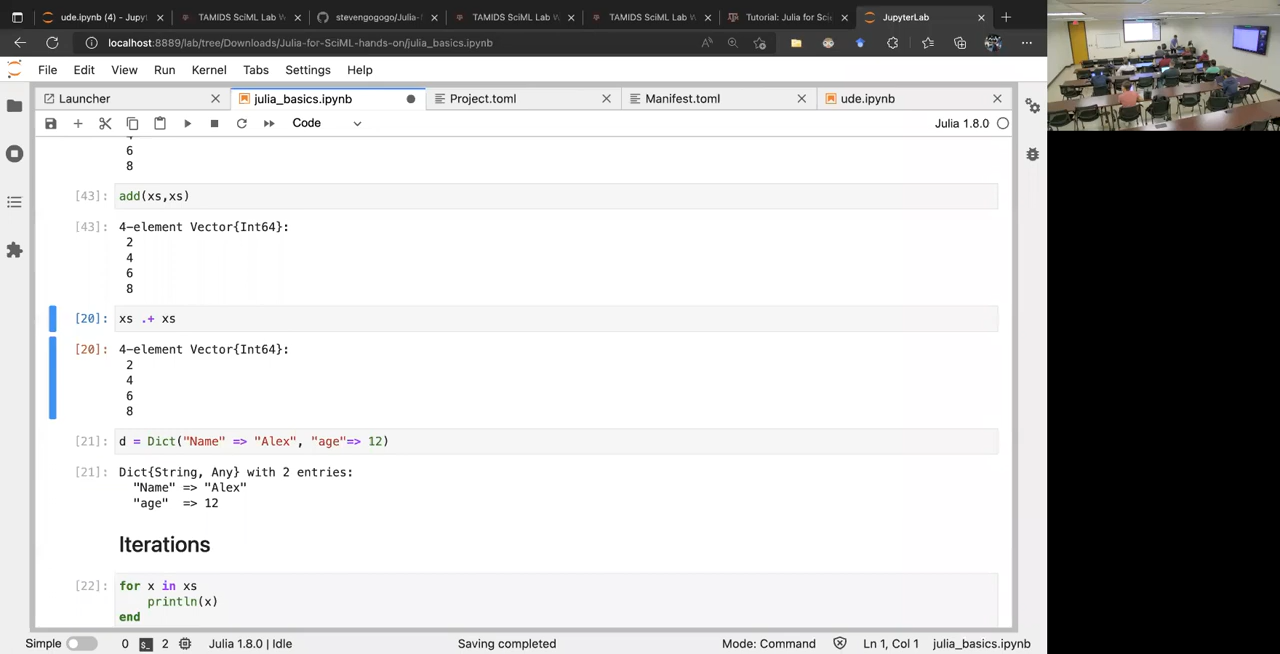 ude.ipynb (4) - Jupyt
TAMIDS SciML Lab W
stevengogogo/Julia-
TAMIDS SciML Lab W
TAMIDS SciML Lab W
Tutorial: Julia for Scie
JupyterLab
localhost:8889/lab/tree/Downloads/Julia-for-SciML-hands-on/julia_basics.ipynb
File Edit View Run Kernel Tabs Settings Help
Launcher
julia_basics.ipynb
Project.toml
Manifest.toml
ude.ipynb
Code
Julia 1.8.0
6
8
[43]: add(xs,xs)
[43]: 4-element Vector{Int64}:
2
4
6
8
[20]: xs .+ xs
[20]: 4-element Vector{Int64}:
2
4
6
8
[21]: d = Dict("Name" => "Alex", "age"=> 12)
[21]: Dict{String, Any} with 2 entries:
"Name" => "Alex"
"age" => 12
Iterations
[22]: for x in xs
println(x)
end
Simple 0 2 Julia 1.8.0 | Idle Saving completed Mode: Command Ln 1, Col 1 julia_basics.ipynb